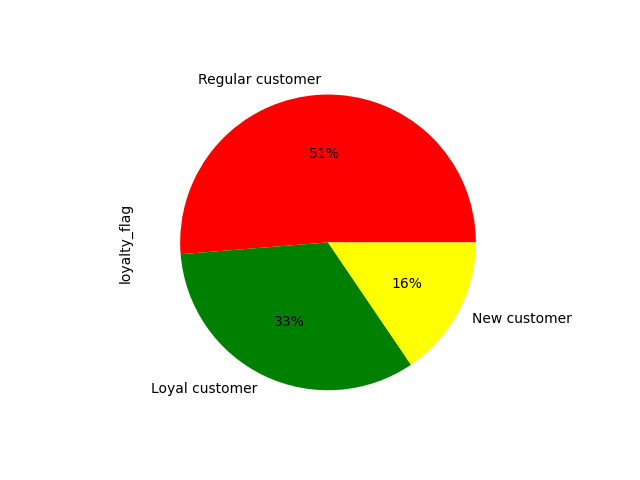 Regular customer
51%
loyalty_flag
16%
33%
New customer
Loyal customer